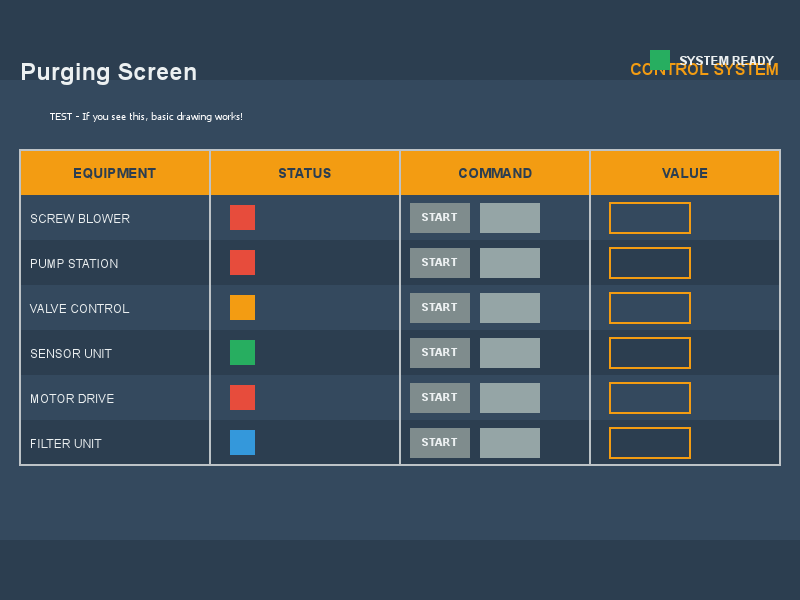 Purging Screen
SYSTEM READY
CONTROL SYSTEM
TEST - If you see this, basic drawing works!
EQUIPMENT STATUS COMMAND VALUE
SCREW BLOWER START
PUMP STATION START
VALVE CONTROL START
SENSOR UNIT START
MOTOR DRIVE START
FILTER UNIT START